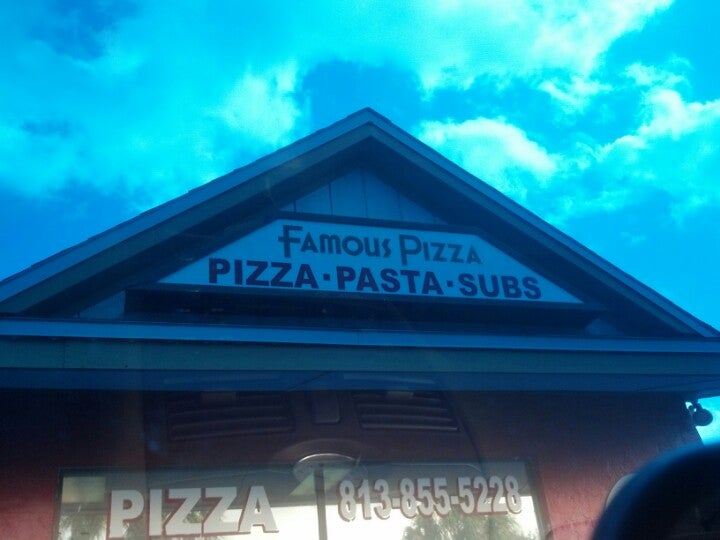 Famous Pizza
PIZZA · PASTA · SUBS
PIZZA 813-855-5228